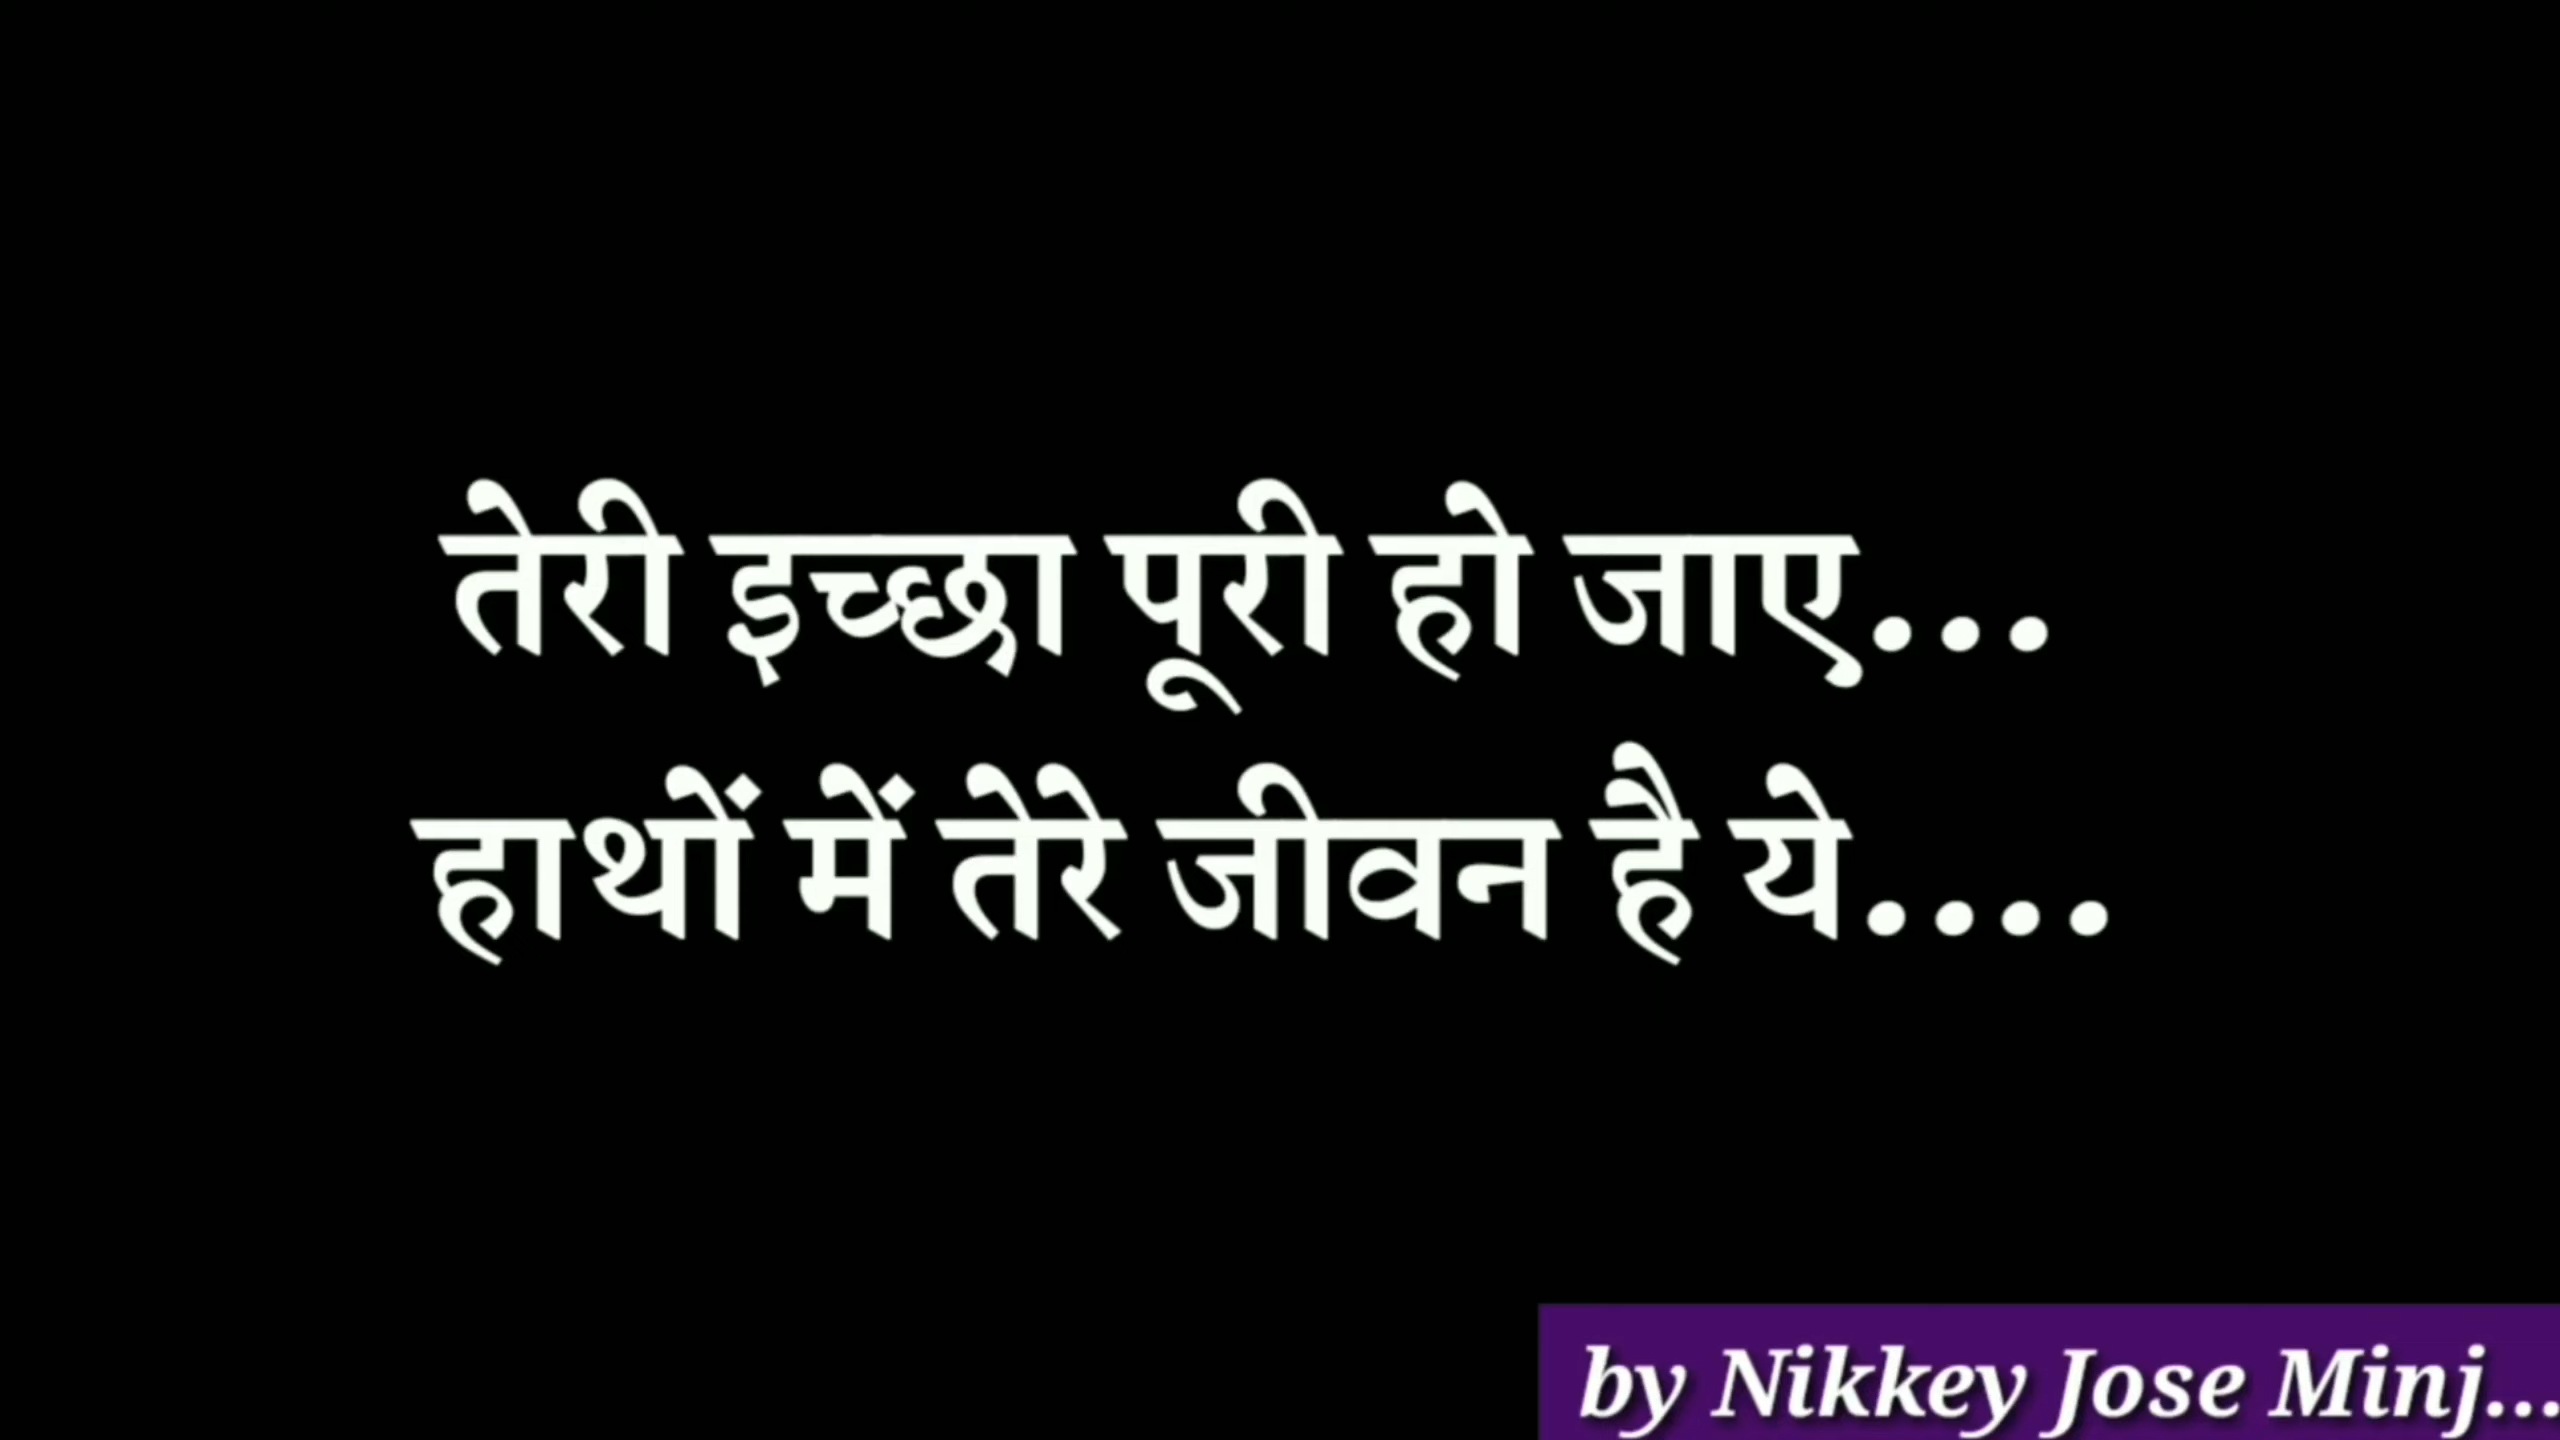 तेरी इच्छा पूरी हो जाए...
हाथों में तेरे जीवन है ये....
by Nikkey Jose Minj...